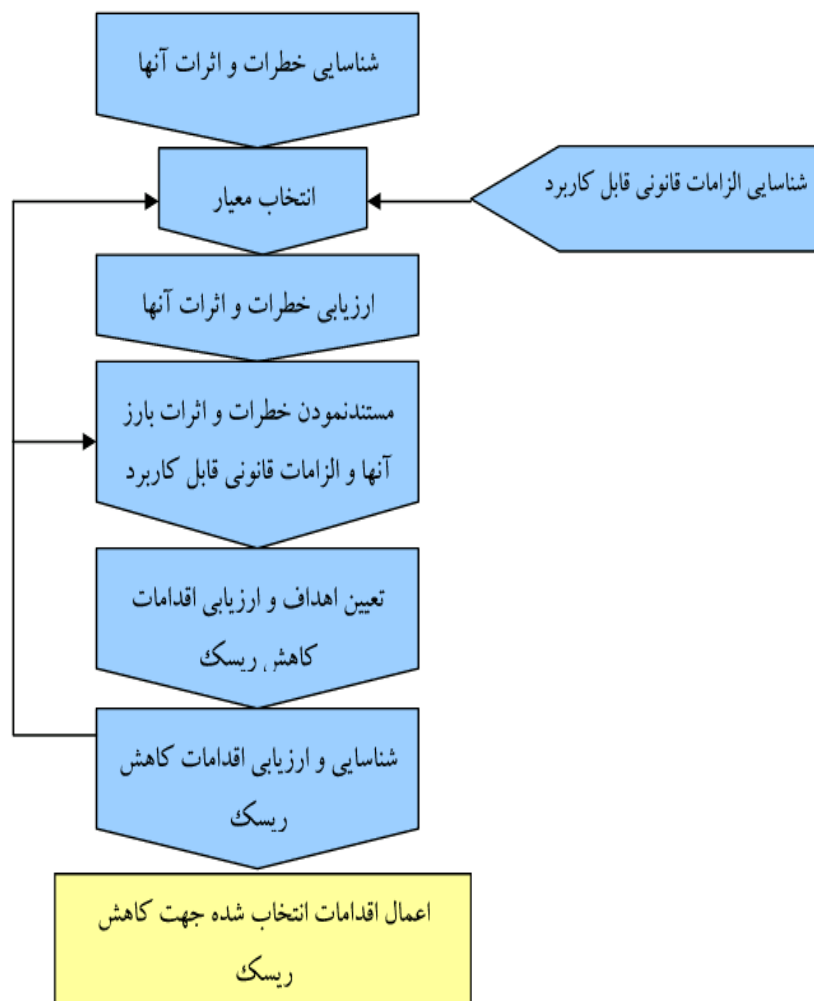 شناسایی خطرات و اثرات آنها
انتخاب معیار
شناسایی الزامات قانونی قابل کاربرد
ارزیابی خطرات و اثرات آنها
مستندنمودن خطرات و اثرات بارز
آنها و الزامات قانونی قابل کاربرد
تعیین اهداف و ارزیابی اقدامات
کاهش ریسک
شناسایی و ارزیابی اقدامات کاهش
ریسک
اعمال اقدامات انتخاب شده جهت کاهش
ریسک